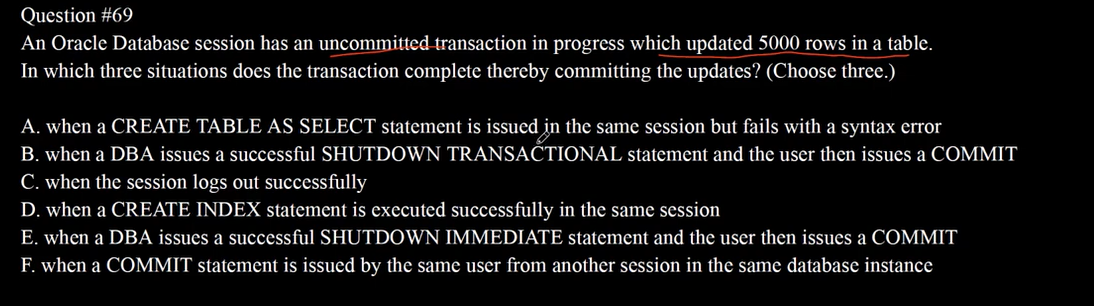 Question #69
An Oracle Database session has an uncommitted transaction in progress which updated 5000 rows in a table.
In which three situations does the transaction complete thereby committing the updates? (Choose three.)
A. when a CREATE TABLE AS SELECT statement is issued in the same session but fails with a syntax error
B. when a DBA issues a successful SHUTDOWN TRANSACTIONAL statement and the user then issues a COMMIT
C. when the session logs out successfully
D. when a CREATE INDEX statement is executed successfully in the same session
E. when a DBA issues a successful SHUTDOWN IMMEDIATE statement and the user then issues a COMMIT
F. when a COMMIT statement is issued by the same user from another session in the same database instance